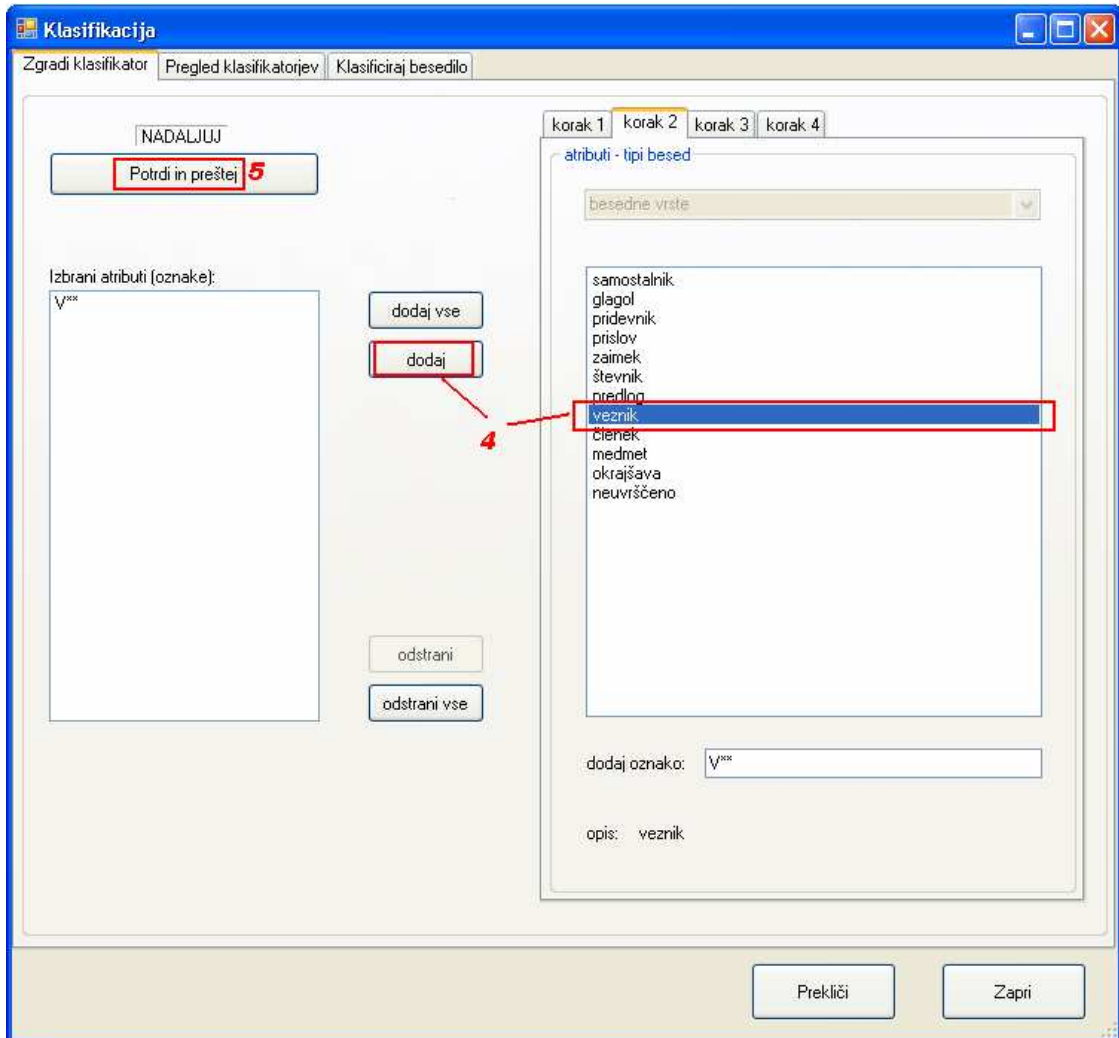 Klasifikacija
Zgradi klasifikator
Pregled klasifikatorjev
Klasificiraj besedilo
NADALJUJ
Potrdi in preštej
5
Izbrani atributi (oznake):
V**
dodaj vse
dodaj
4
odstrani
odstrani vse
korak 1
korak 2
korak 3
korak 4
atributi - tipi besed
besedne vrste
samostalnik
glagol
pridevnik
prislov
zaimek
števnik
predlog
veznik
členek
medmet
okrajšava
neuvrščeno
dodaj oznako: V**
opis: veznik
Prekliči
Zapri